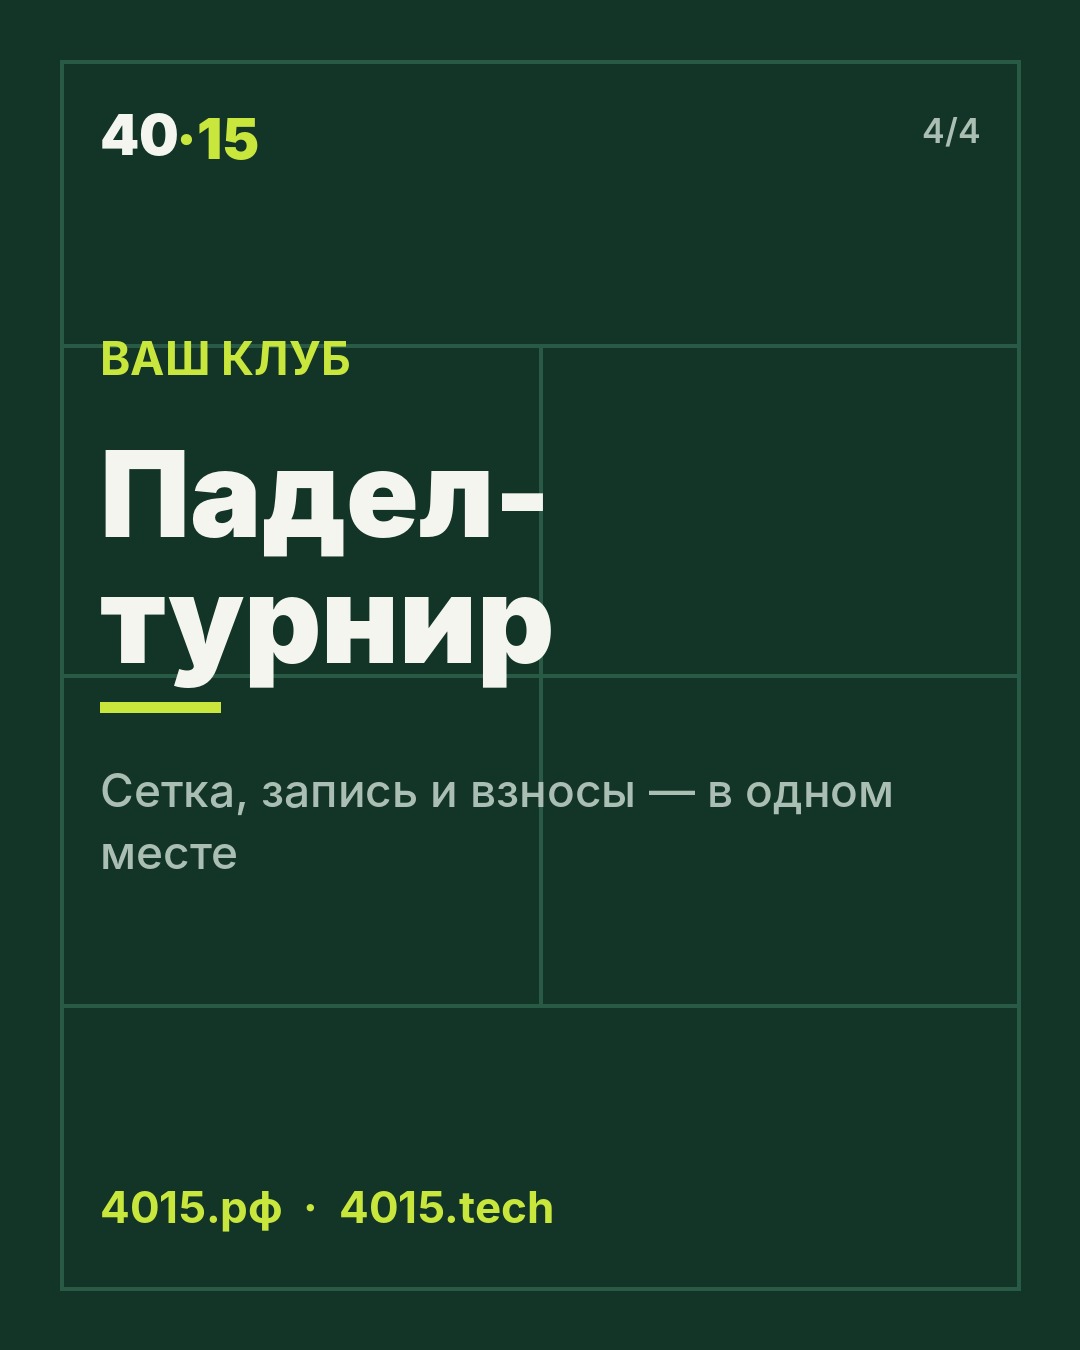 40·15
4/4
ВАШ КЛУБ
Падел-
турнир
Сетка, запись и взносы — в одном
месте
4015.рф · 4015.tech